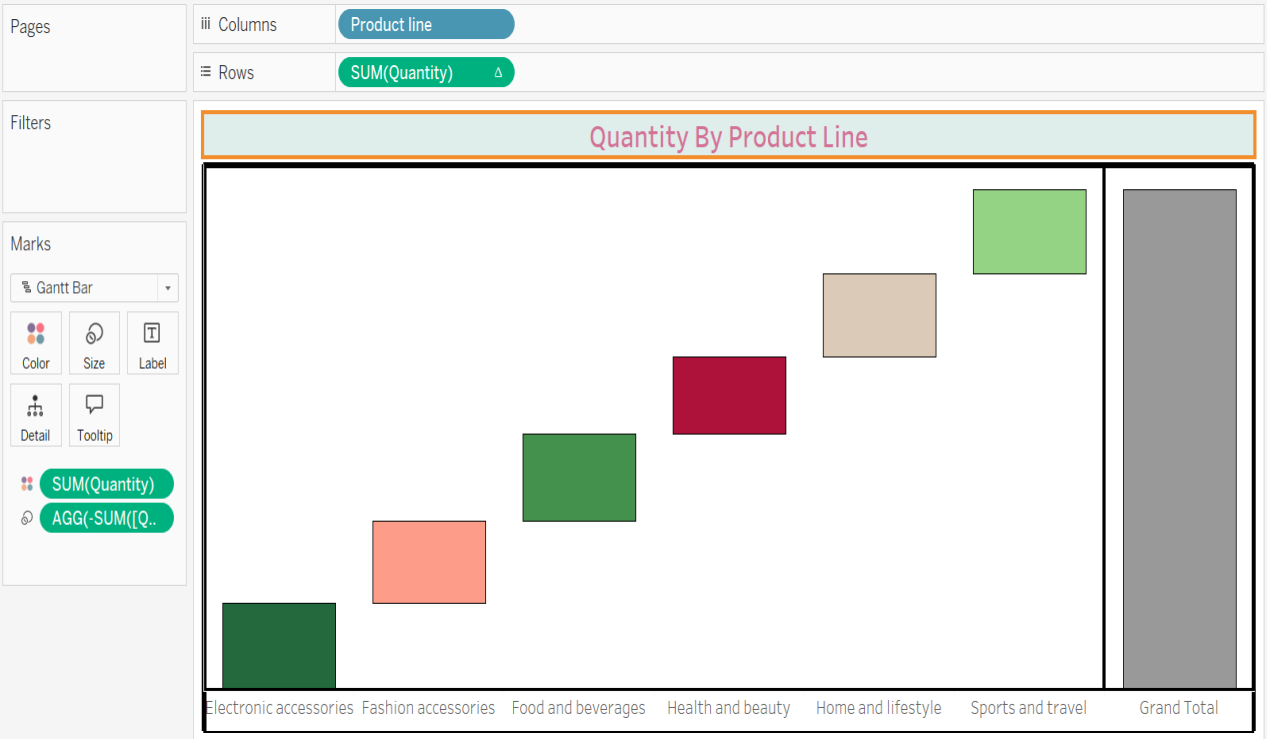 Pages
Columns
Product line
Rows
SUM(Quantity) Δ
Filters
Marks
Gantt Bar
Color
Size
Label
Detail
Tooltip
SUM(Quantity)
AGG(-SUM([Q..
Quantity By Product Line
Electronic accessories
Fashion accessories
Food and beverages
Health and beauty
Home and lifestyle
Sports and travel
Grand Total